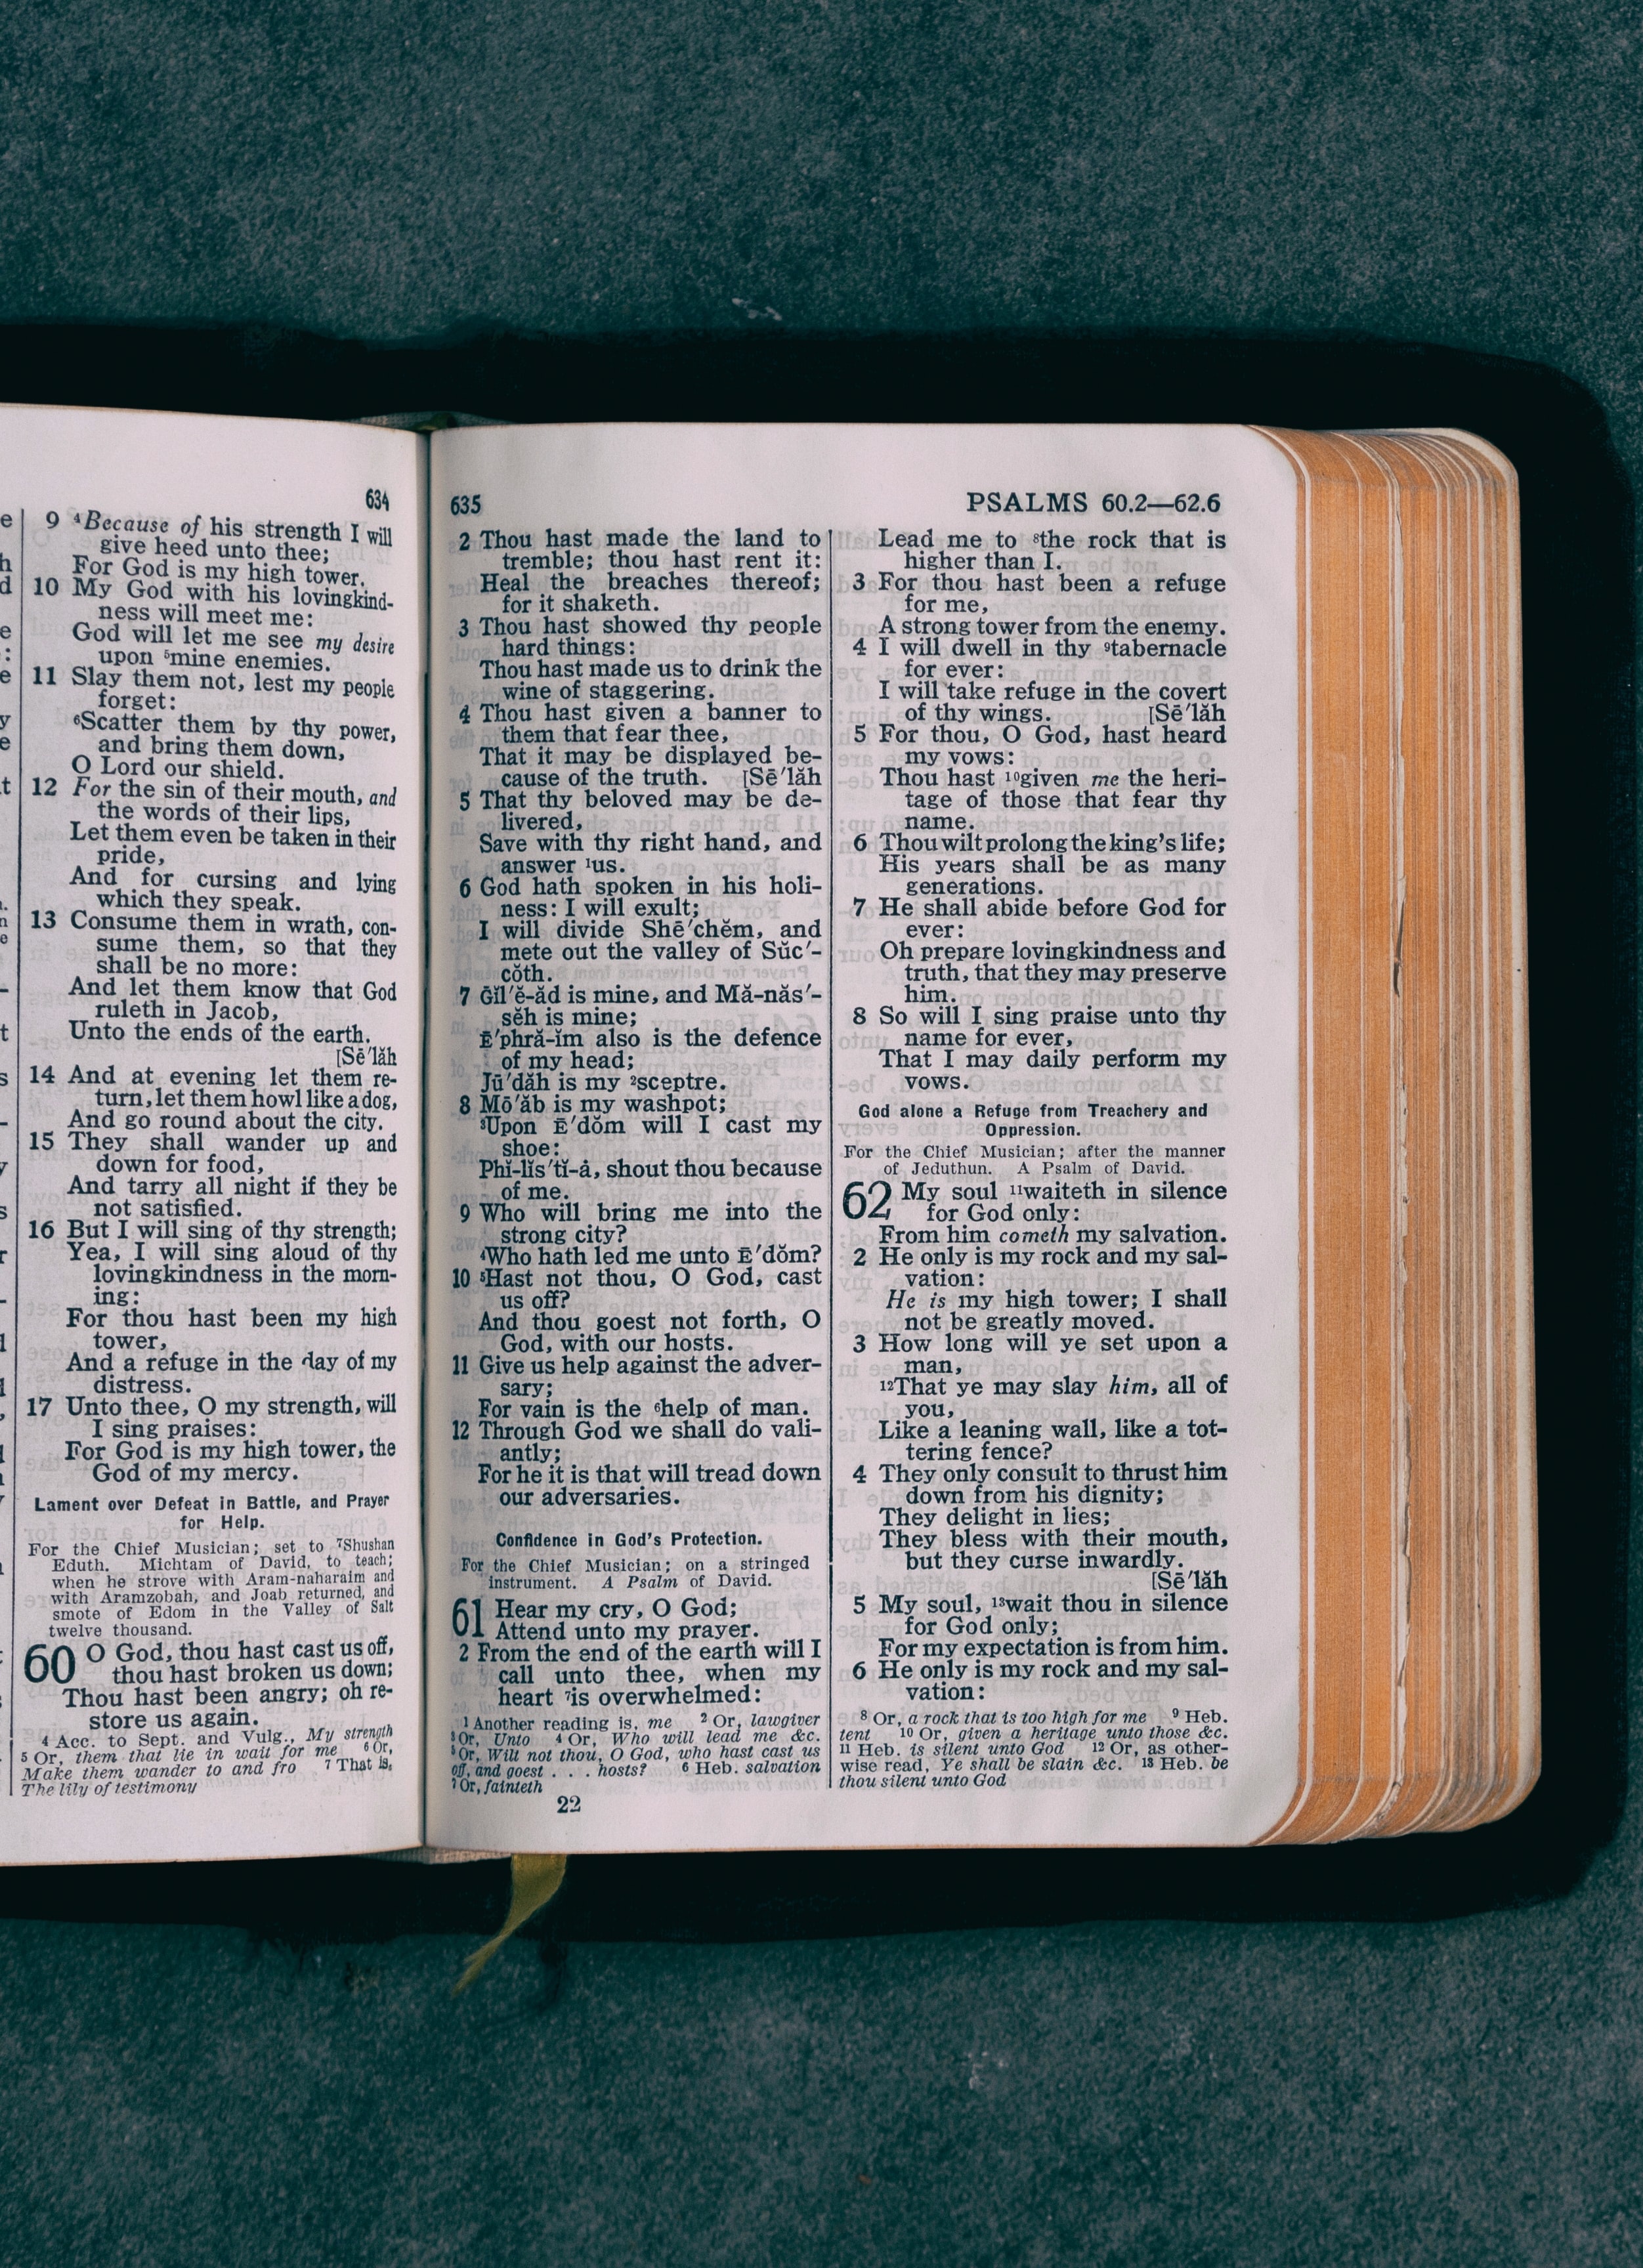 634
9 ⁴Because of his strength I will
give heed unto thee;
For God is my high tower.
10 My God with his lovingkind-
ness will meet me:
God will let me see my desire
upon ⁵mine enemies.
11 Slay them not, lest my people
forget:
⁶Scatter them by thy power,
and bring them down,
O Lord our shield.
12 For the sin of their mouth, and
the words of their lips,
Let them even be taken in their
pride,
And for cursing and lying
which they speak.
13 Consume them in wrath, con-
sume them, so that they
shall be no more:
And let them know that God
ruleth in Jacob,
Unto the ends of the earth.
[Sē′lăh
14 And at evening let them re-
turn, let them howl like a dog,
And go round about the city.
15 They shall wander up and
down for food,
And tarry all night if they be
not satisfied.
16 But I will sing of thy strength;
Yea, I will sing aloud of thy
lovingkindness in the morn-
ing:
For thou hast been my high
tower,
And a refuge in the day of my
distress.
17 Unto thee, O my strength, will
I sing praises:
For God is my high tower, the
God of my mercy.
Lament over Defeat in Battle, and Prayer
for Help.
For the Chief Musician; set to ⁷Shushan
Eduth. Michtam of David, to teach;
when he strove with Aram-naharaim and
with Aramzobah, and Joab returned, and
smote of Edom in the Valley of Salt
twelve thousand.
60 O God, thou hast cast us off,
thou hast broken us down;
Thou hast been angry; oh re-
store us again.
4 Acc. to Sept. and Vulg., My strength
5 Or, them that lie in wait for me 6 Or,
Make them wander to and fro 7 That is,
The lily of testimony
635
PSALMS 60.2—62.6
2 Thou hast made the land to
tremble; thou hast rent it:
Heal the breaches thereof;
for it shaketh.
3 Thou hast showed thy people
hard things:
Thou hast made us to drink the
wine of staggering.
4 Thou hast given a banner to
them that fear thee,
That it may be displayed be-
cause of the truth. [Sē′lăh
5 That thy beloved may be de-
livered,
Save with thy right hand, and
answer ¹us.
6 God hath spoken in his holi-
ness: I will exult;
I will divide Shē′chĕm, and
mete out the valley of Sŭc′-
cŏth.
7 Ḡĭl′ĕ-ăd is mine, and Mă-năs′-
sĕh is mine;
Ē′phră-ĭm also is the defence
of my head;
Jū′dăh is my ²sceptre.
8 Mō′ăb is my washpot;
³Upon Ē′dŏm will I cast my
shoe:
Phĭ-lĭs′tĭ-ȧ, shout thou because
of me.
9 Who will bring me into the
strong city?
⁴Who hath led me unto Ē′dŏm?
10 ⁵Hast not thou, O God, cast
us off?
And thou goest not forth, O
God, with our hosts.
11 Give us help against the adver-
sary;
For vain is the ⁶help of man.
12 Through God we shall do vali-
antly;
For he it is that will tread down
our adversaries.
Confidence in God's Protection.
For the Chief Musician; on a stringed
instrument. A Psalm of David.
61 Hear my cry, O God;
Attend unto my prayer.
2 From the end of the earth will I
call unto thee, when my
heart ⁷is overwhelmed:
1 Another reading is, me 2 Or, lawgiver
3 Or, Unto 4 Or, Who will lead me &c.
5 Or, Will not thou, O God, who hast cast us
off, and goest . . . hosts? 6 Heb. salvation
7 Or, fainteth
22
Lead me to ⁸the rock that is
higher than I.
3 For thou hast been a refuge
for me,
A strong tower from the enemy.
4 I will dwell in thy ⁹tabernacle
for ever:
I will take refuge in the covert
of thy wings. [Sē′lăh
5 For thou, O God, hast heard
my vows:
Thou hast ¹⁰given me the heri-
tage of those that fear thy
name.
6 Thou wilt prolong the king's life;
His years shall be as many
generations.
7 He shall abide before God for
ever:
Oh prepare lovingkindness and
truth, that they may preserve
him.
8 So will I sing praise unto thy
name for ever,
That I may daily perform my
vows.
God alone a Refuge from Treachery and
Oppression.
For the Chief Musician; after the manner
of Jeduthun. A Psalm of David.
62 My soul ¹¹waiteth in silence
for God only:
From him cometh my salvation.
2 He only is my rock and my sal-
vation:
He is my high tower; I shall
not be greatly moved.
3 How long will ye set upon a
man,
¹²That ye may slay him, all of
you,
Like a leaning wall, like a tot-
tering fence?
4 They only consult to thrust him
down from his dignity;
They delight in lies;
They bless with their mouth,
but they curse inwardly.
[Sē′lăh
5 My soul, ¹³wait thou in silence
for God only;
For my expectation is from him.
6 He only is my rock and my sal-
vation:
8 Or, a rock that is too high for me 9 Heb.
tent 10 Or, given a heritage unto those &c.
11 Heb. is silent unto God 12 Or, as other-
wise read, Ye shall be slain &c. 13 Heb. be
thou silent unto God